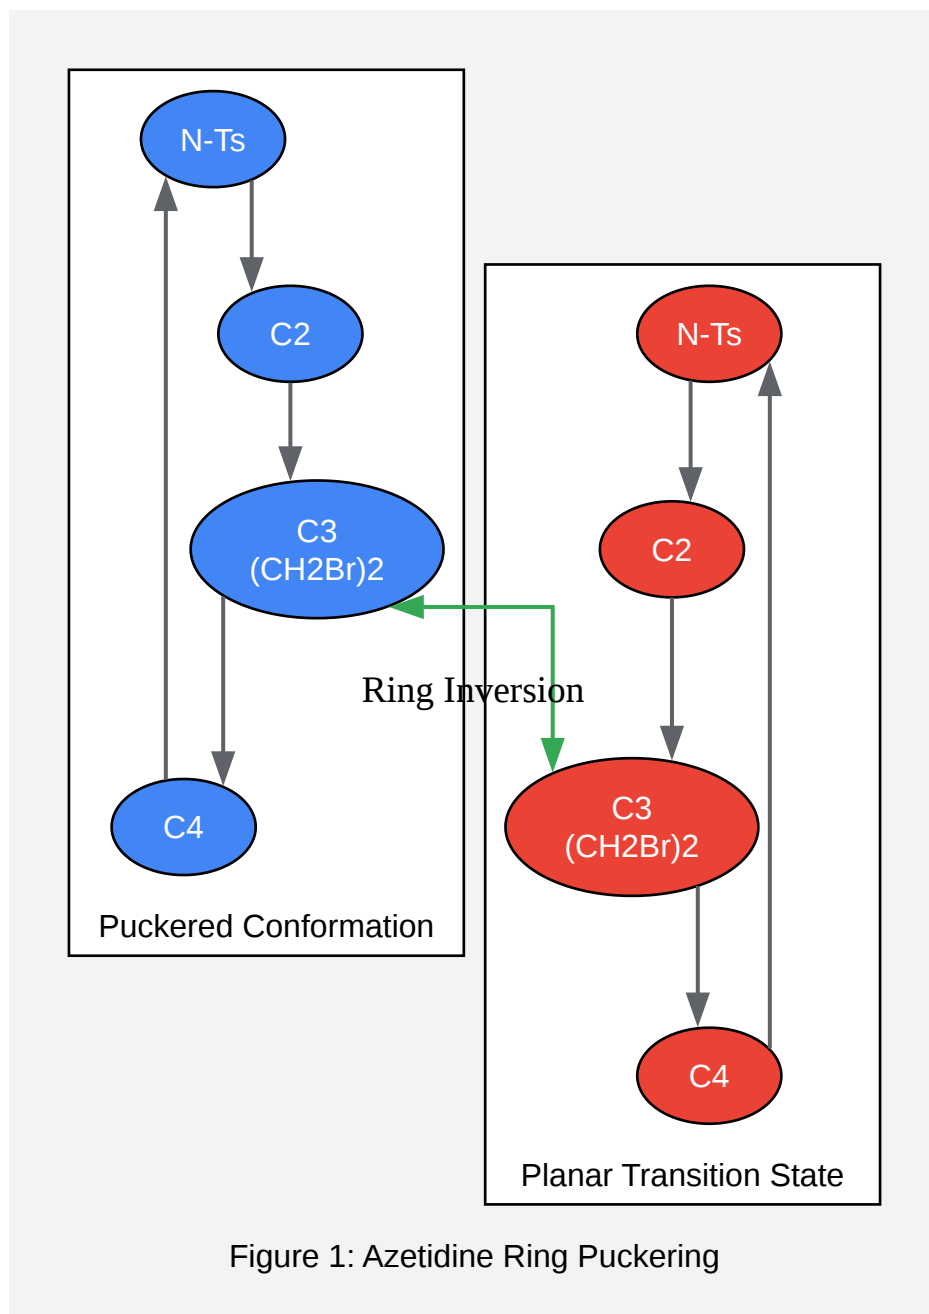 N-Ts
C2
C3
(CH2Br)2
C4
Puckered Conformation
Ring Inversion
N-Ts
C2
C3
(CH2Br)2
C4
Planar Transition State
Figure 1: Azetidine Ring Puckering